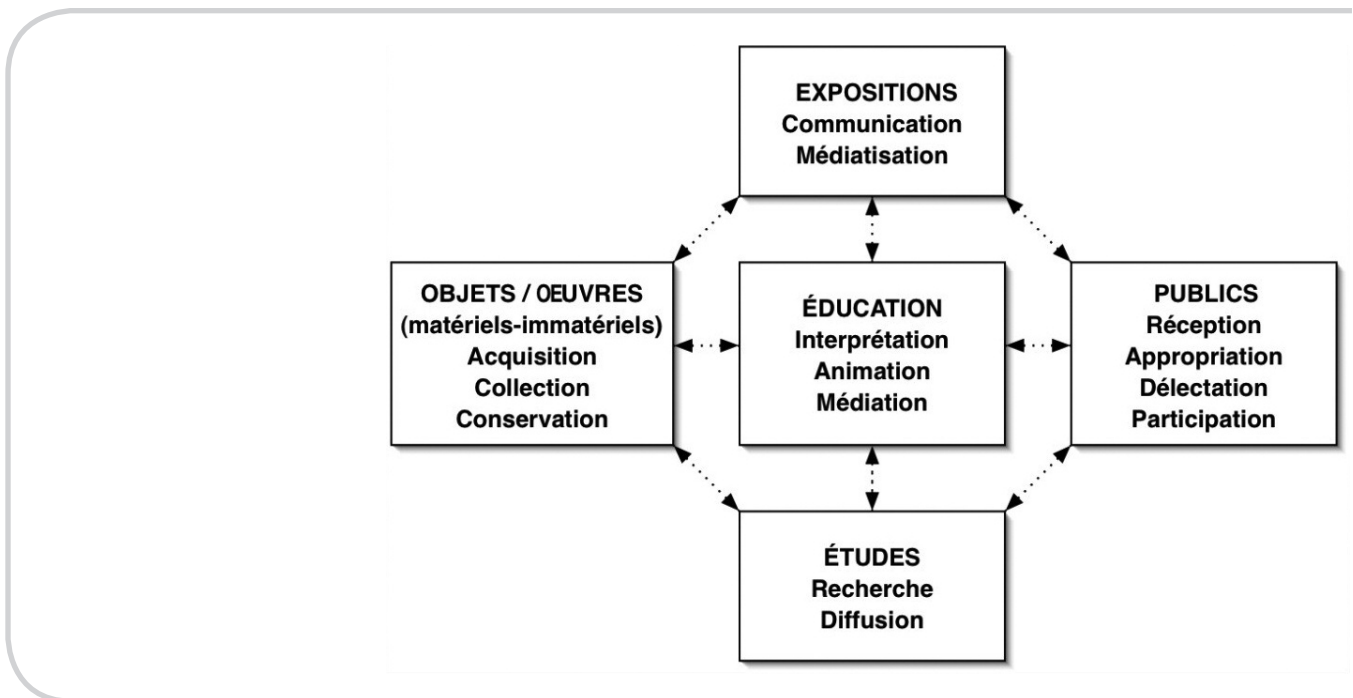 EXPOSITIONS
Communication
Médiatisation
OBJETS / OEUVRES
(matériels-immatériels)
Acquisition
Collection
Conservation
ÉDUCATION
Interprétation
Animation
Médiation
PUBLICS
Réception
Appropriation
Délectation
Participation
ÉTUDES
Recherche
Diffusion